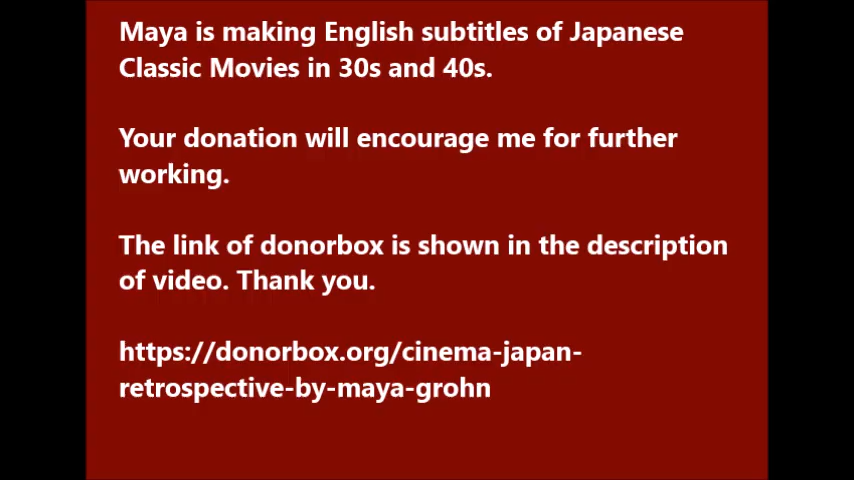 Maya is making English subtitles of Japanese
Classic Movies in 30s and 40s.
Your donation will encourage me for further
working.
The link of donorbox is shown in the description
of video. Thank you.
https://donorbox.org/cinema-japan-
retrospective-by-maya-grohn